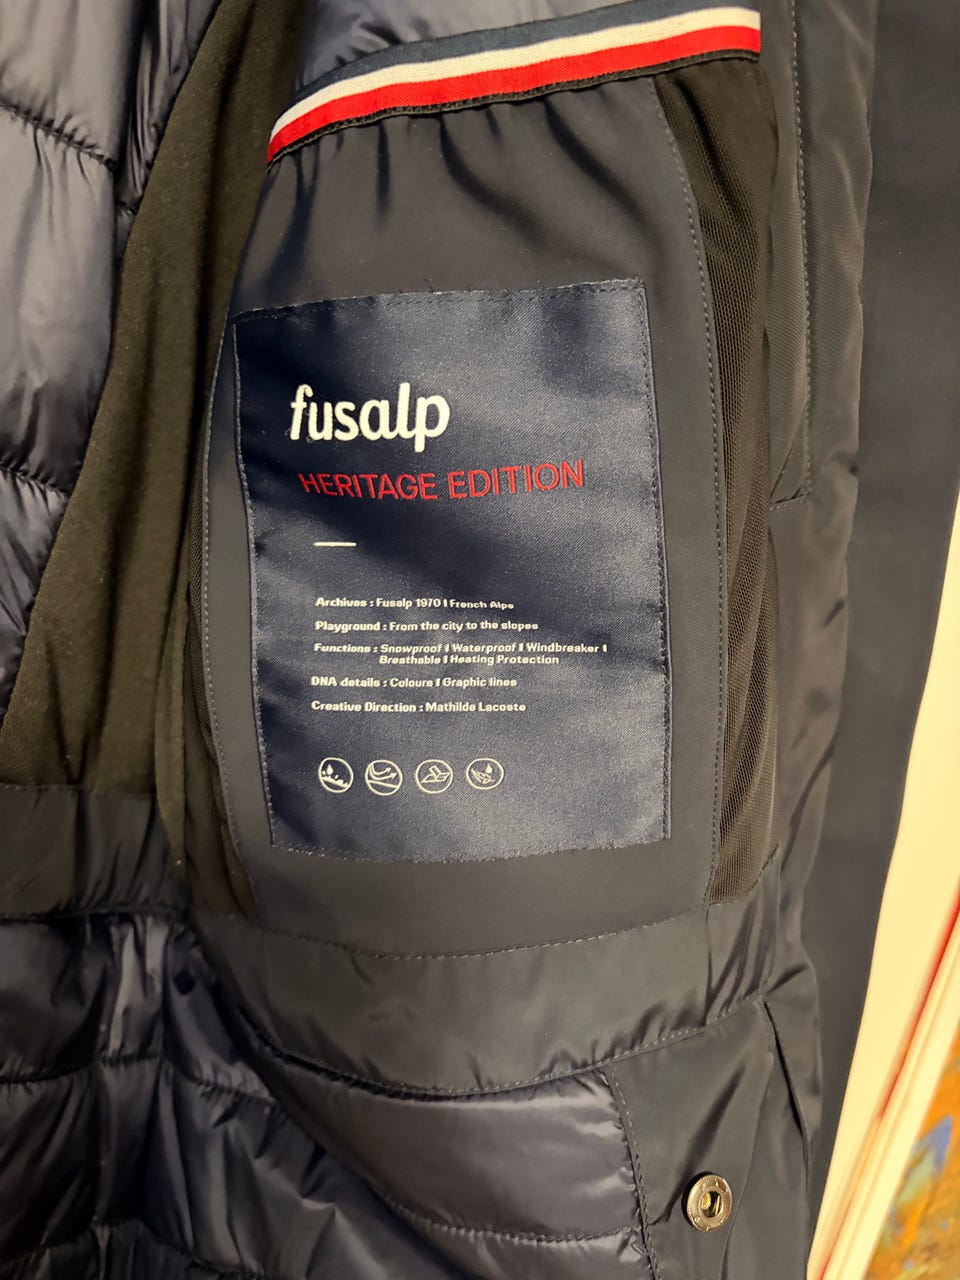 fusalp
HERITAGE EDITION
Archives : Fusalp 1970 I French Alps
Playground : From the city to the slopes
Functions : Snowproof I Waterproof I Windbreaker I
Breathable I Heating Protection
DNA details : Colours I Graphic lines
Creative Direction : Mathilde Lacoste